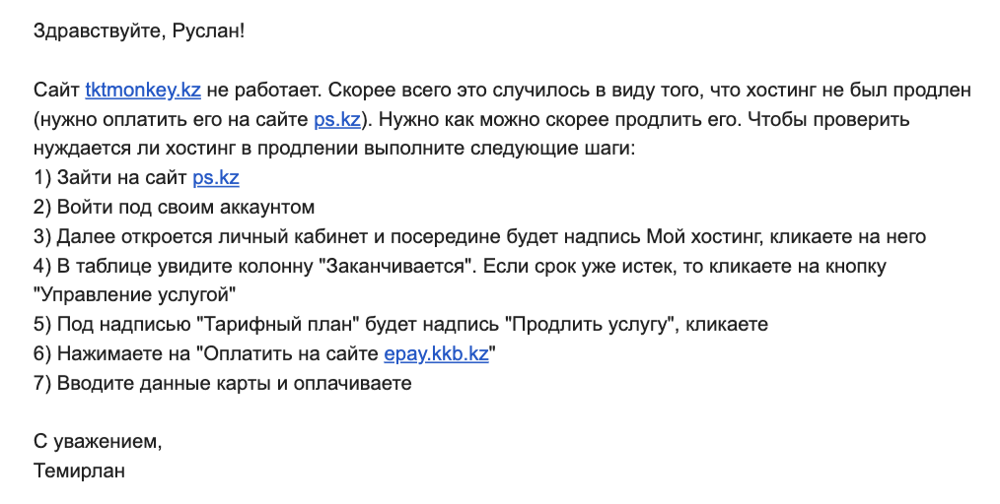 Здравствуйте, Руслан!
Сайт tktmonkey.kz не работает. Скорее всего это случилось в виду того, что хостинг не был продлен
(нужно оплатить его на сайте ps.kz). Нужно как можно скорее продлить его. Чтобы проверить
нуждается ли хостинг в продлении выполните следующие шаги:
1) Зайти на сайт ps.kz
2) Войти под своим аккаунтом
3) Далее откроется личный кабинет и посередине будет надпись Мой хостинг, кликаете на него
4) В таблице увидите колонну "Заканчивается". Если срок уже истек, то кликаете на кнопку
"Управление услугой"
5) Под надписью "Тарифный план" будет надпись "Продлить услугу", кликаете
6) Нажимаете на "Оплатить на сайте epay.kkb.kz"
7) Вводите данные карты и оплачиваете
С уважением,
Темирлан